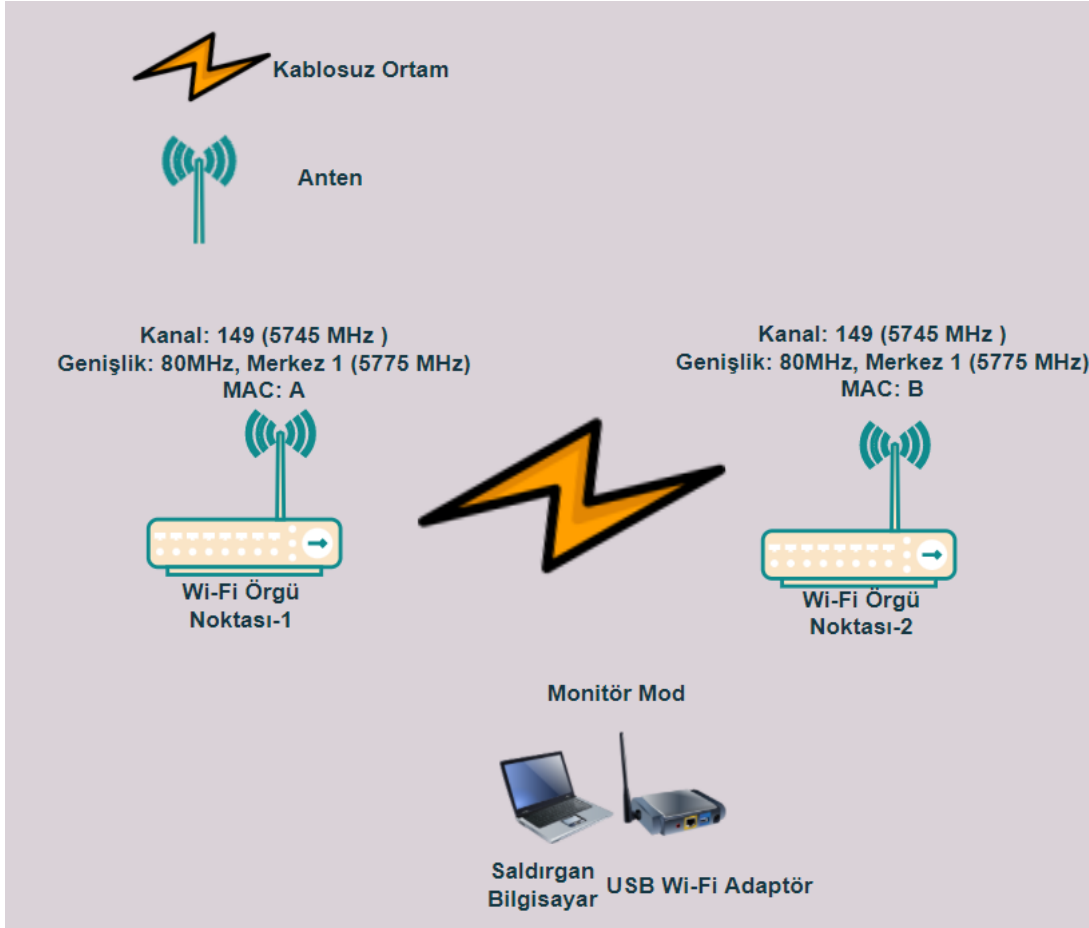 Kablosuz Ortam
Anten
Kanal: 149 (5745 MHz )
Genişlik: 80MHz, Merkez 1 (5775 MHz)
MAC: A
Kanal: 149 (5745 MHz )
Genişlik: 80MHz, Merkez 1 (5775 MHz)
MAC: B
Wi-Fi Örgü
Noktası-1
Wi-Fi Örgü
Noktası-2
Monitör Mod
Saldırgan
Bilgisayar
USB Wi-Fi Adaptör